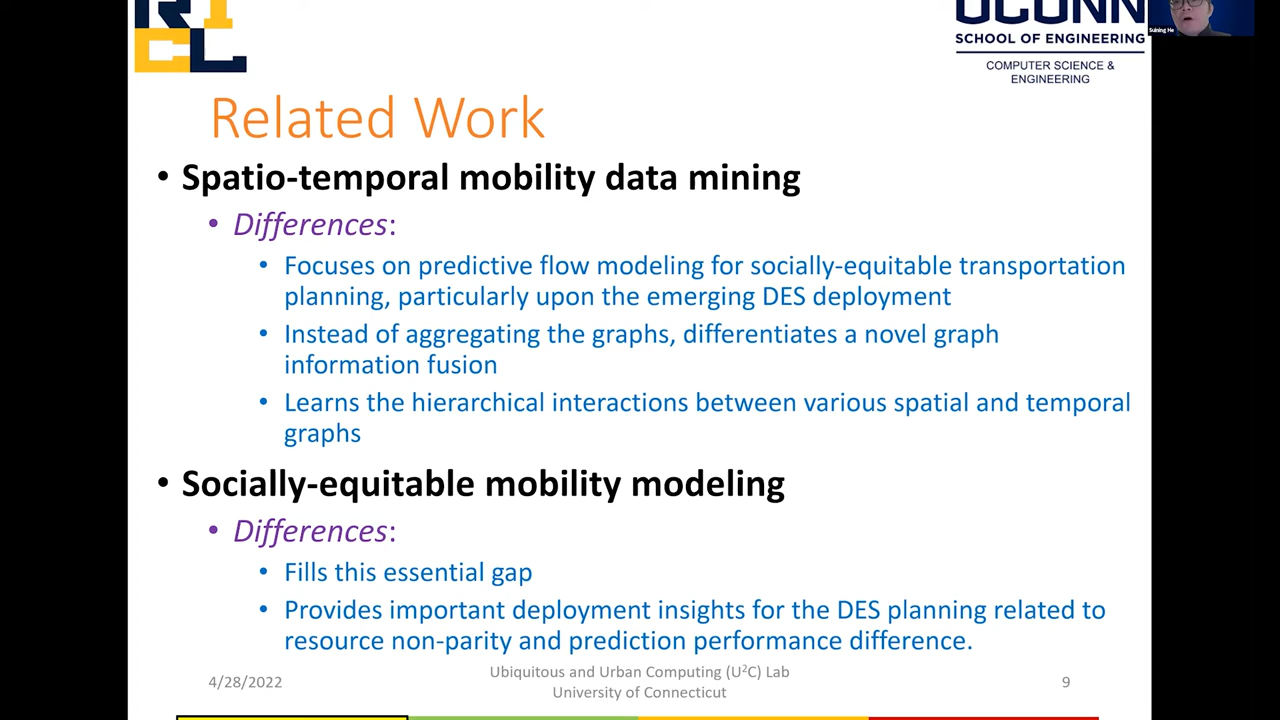 RICL
UCONN
SCHOOL OF ENGINEERING
COMPUTER SCIENCE &
ENGINEERING
Suining He
Related Work
• Spatio-temporal mobility data mining
• Differences:
• Focuses on predictive flow modeling for socially-equitable transportation
planning, particularly upon the emerging DES deployment
• Instead of aggregating the graphs, differentiates a novel graph
information fusion
• Learns the hierarchical interactions between various spatial and temporal
graphs
• Socially-equitable mobility modeling
• Differences:
• Fills this essential gap
• Provides important deployment insights for the DES planning related to
resource non-parity and prediction performance difference.
4/28/2022
Ubiquitous and Urban Computing (U²C) Lab
University of Connecticut
9